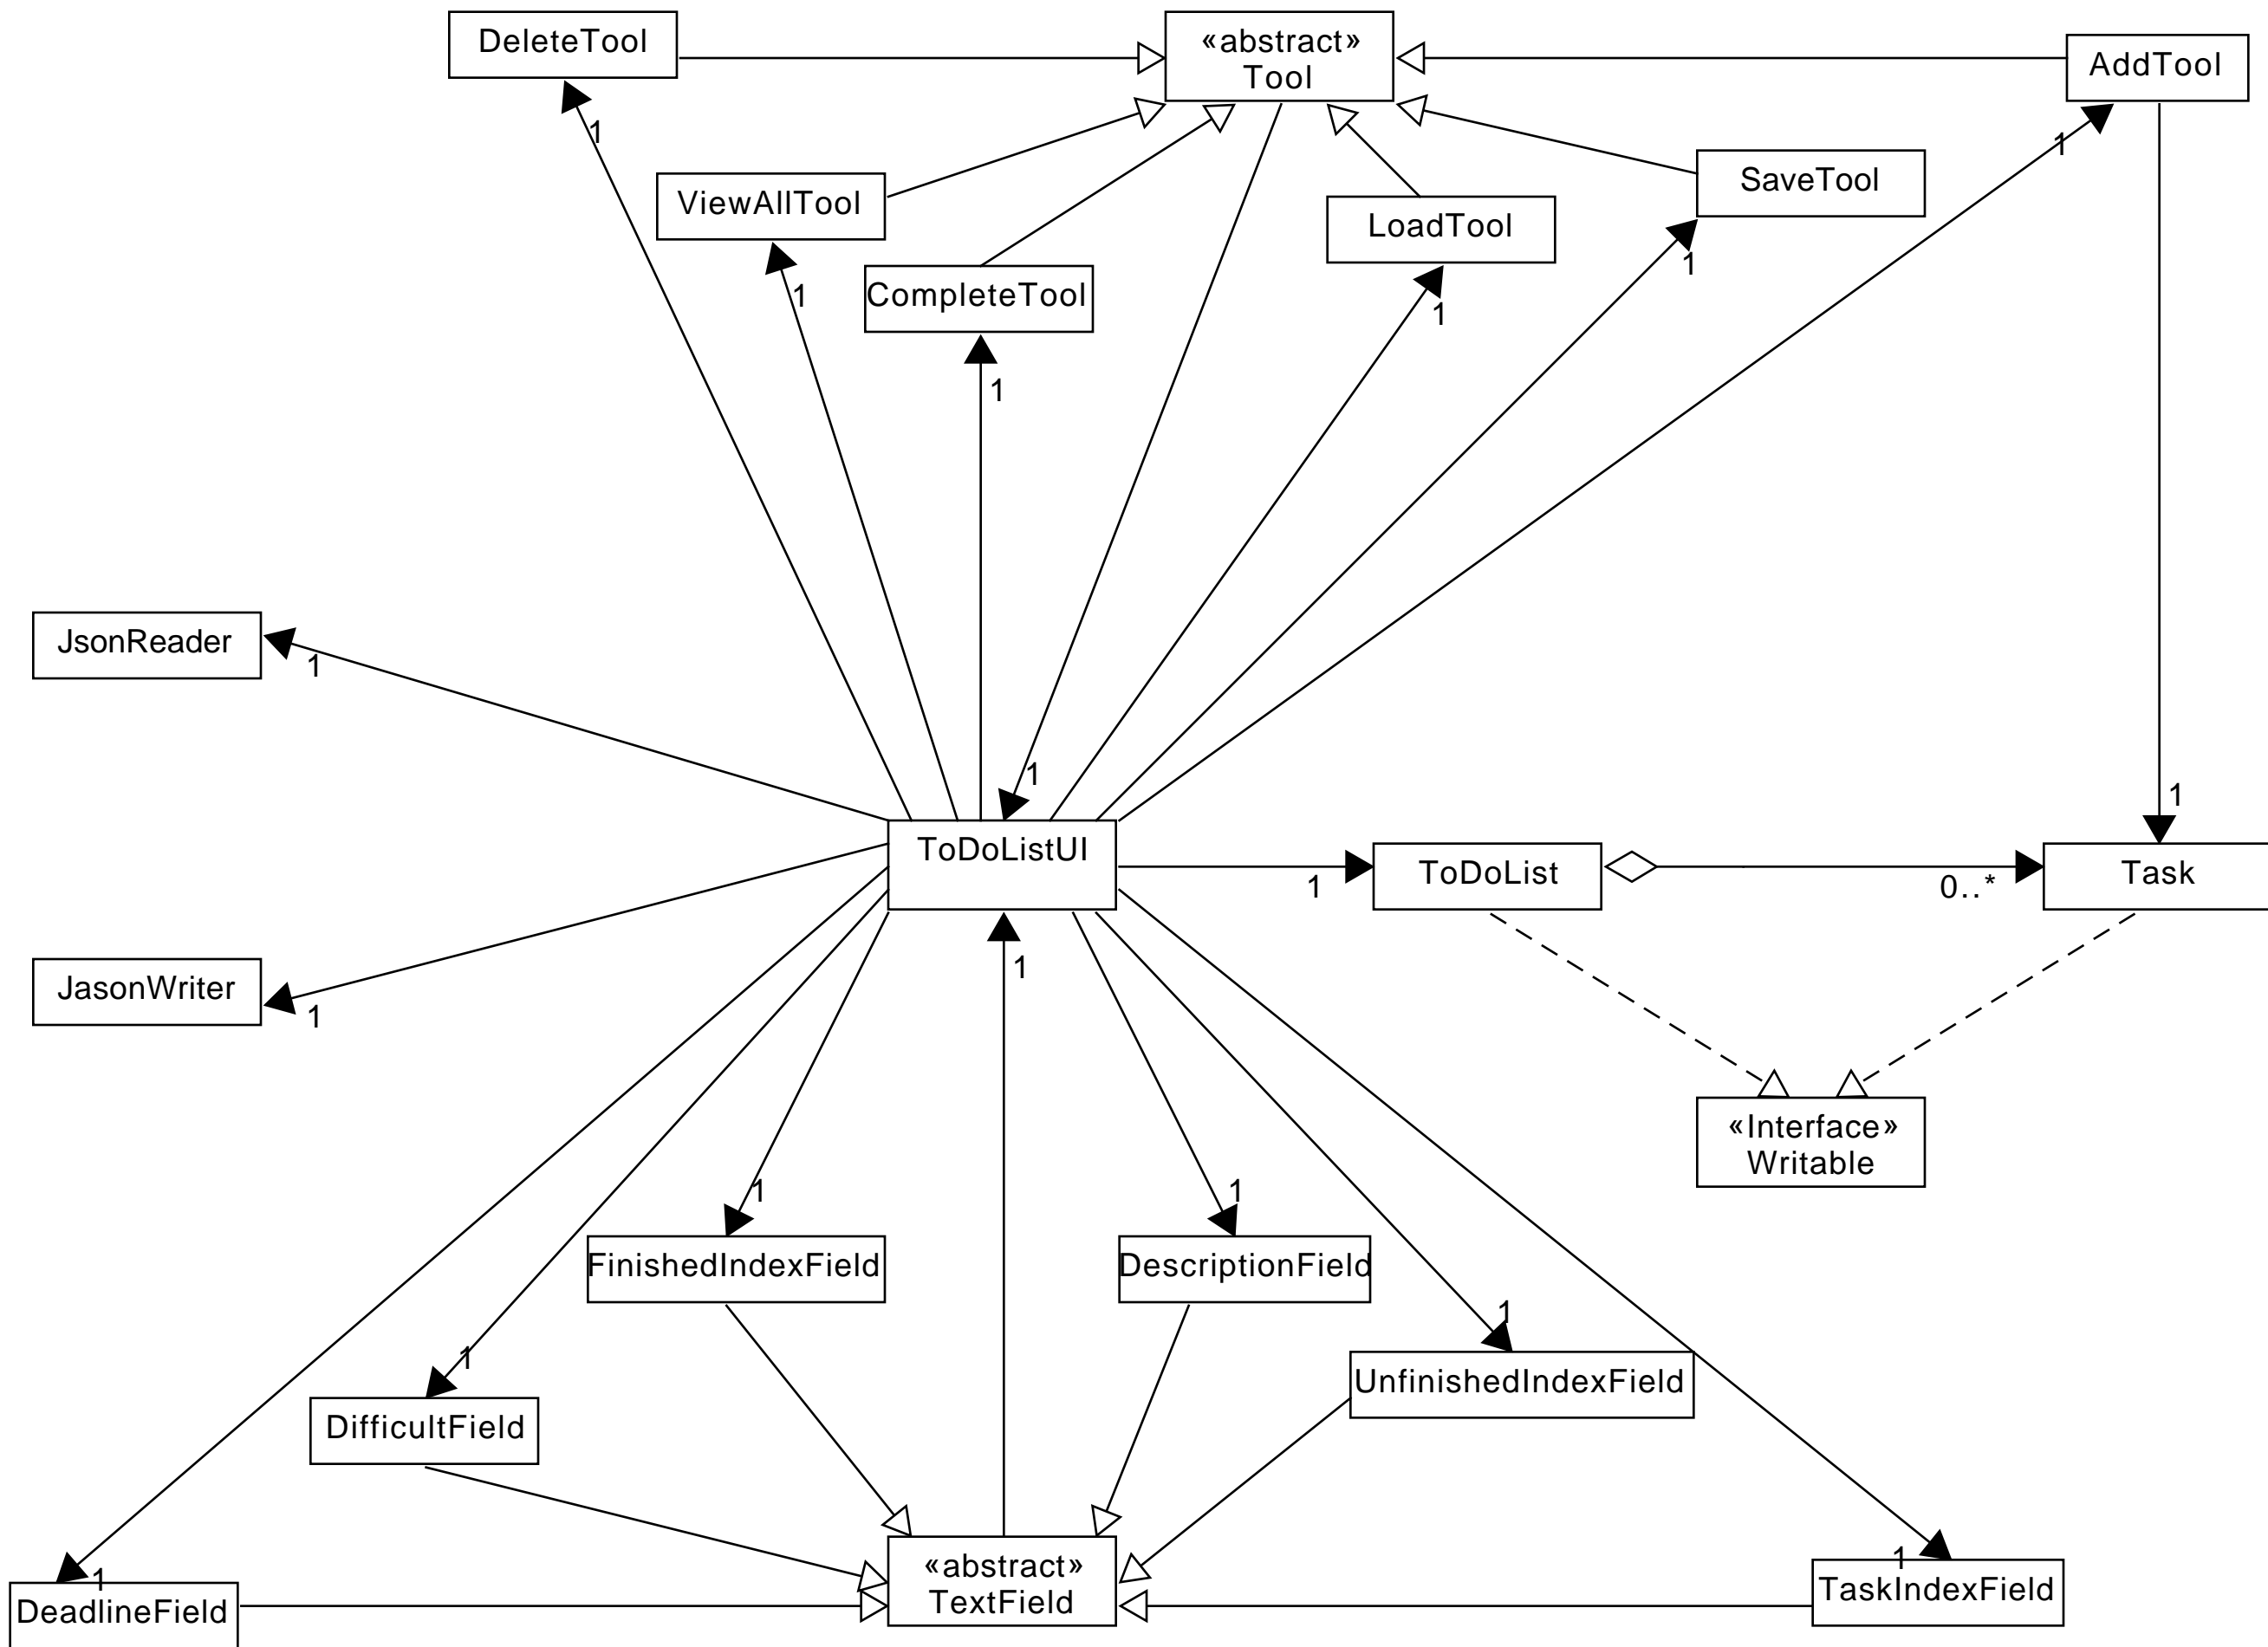 DeleteTool
«abstract»
Tool
AddTool
1
1
ViewAllTool
SaveTool
LoadTool
CompleteTool
1
1
1
1
JsonReader
1
1
1
ToDoListUI
1
ToDoList
0..*
Task
JasonWriter
1
1
«Interface»
Writable
1
1
FinishedIndexField
DescriptionField
1
1
UnfinishedIndexField
DifficultField
1
1
«abstract»
TextField
TaskIndexField
DeadlineField